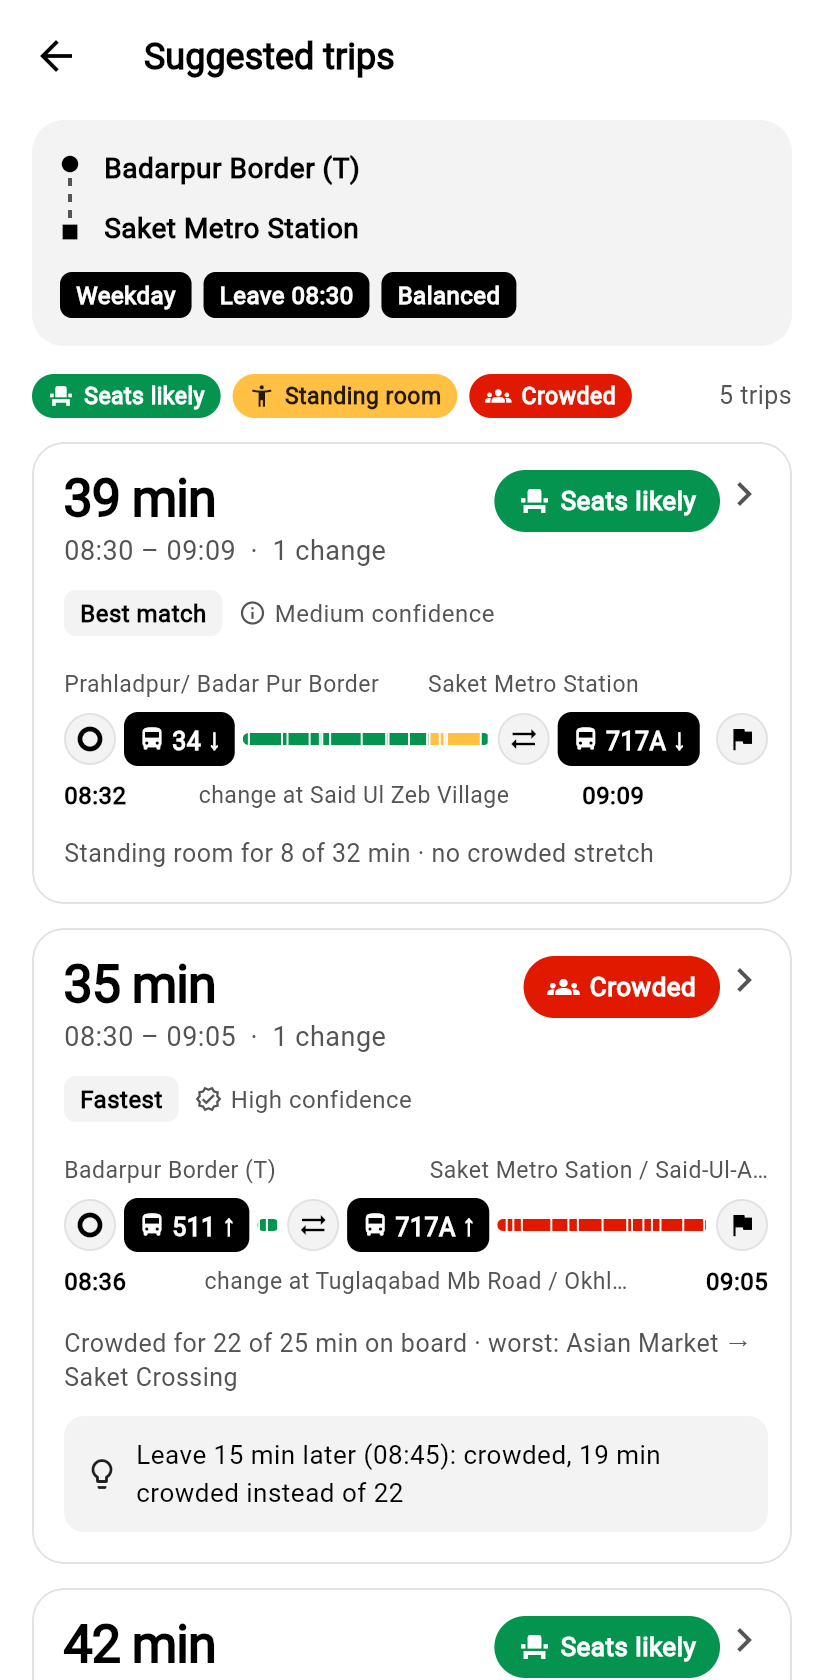 Suggested trips
Badarpur Border (T)
Saket Metro Station
Weekday Leave 08:30 Balanced
Seats likely Standing room Crowded 5 trips
39 min Seats likely
08:30 – 09:09 · 1 change
Best match Medium confidence
Prahladpur/ Badar Pur Border Saket Metro Station
34 ↓ 717A ↓
08:32 change at Said Ul Zeb Village 09:09
Standing room for 8 of 32 min · no crowded stretch
35 min Crowded
08:30 – 09:05 · 1 change
Fastest High confidence
Badarpur Border (T) Saket Metro Sation / Said-Ul-A…
511 ↑ 717A ↑
08:36 change at Tuglaqabad Mb Road / Okhl… 09:05
Crowded for 22 of 25 min on board · worst: Asian Market →
Saket Crossing
Leave 15 min later (08:45): crowded, 19 min
crowded instead of 22
42 min Seats likely